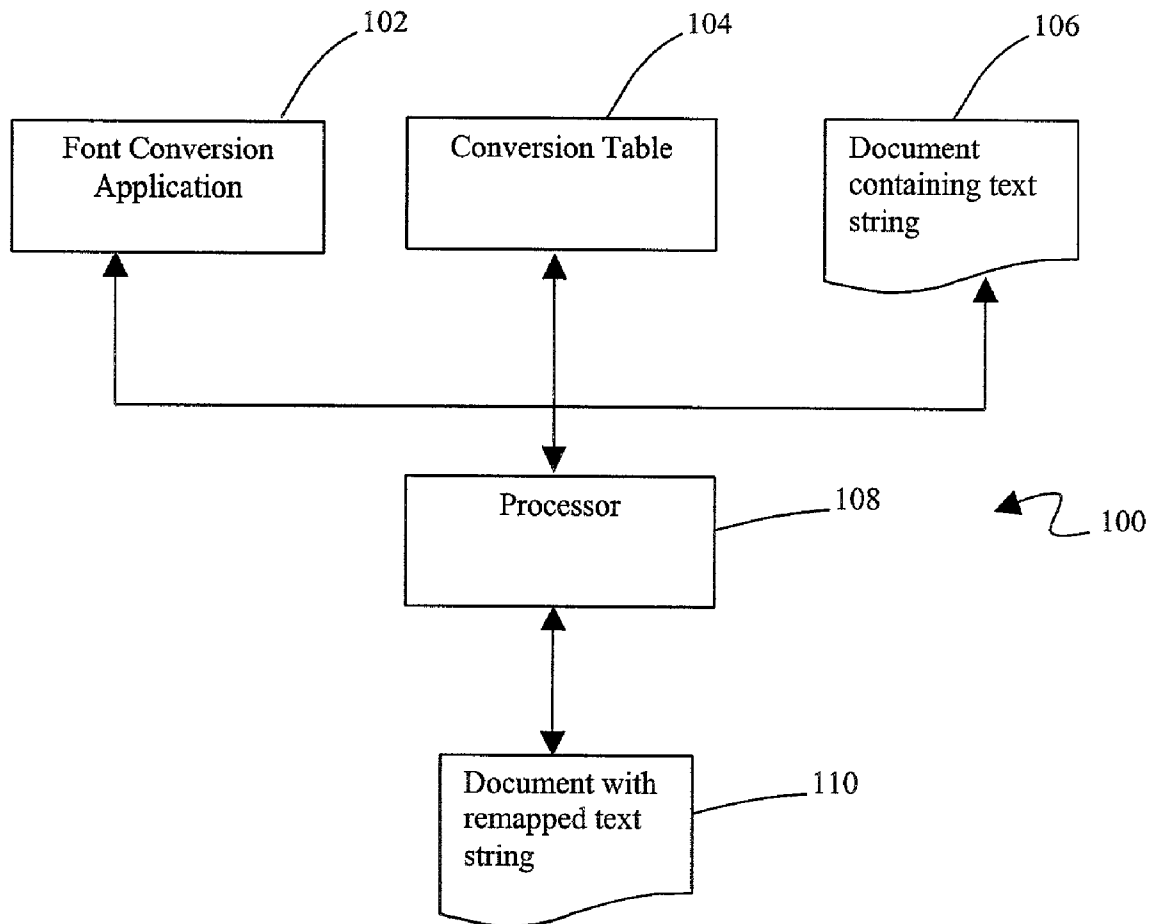 102
104
106
Font Conversion
Application
Conversion Table
Document
containing text
string
Processor
108
100
Document with
remapped text
string
110